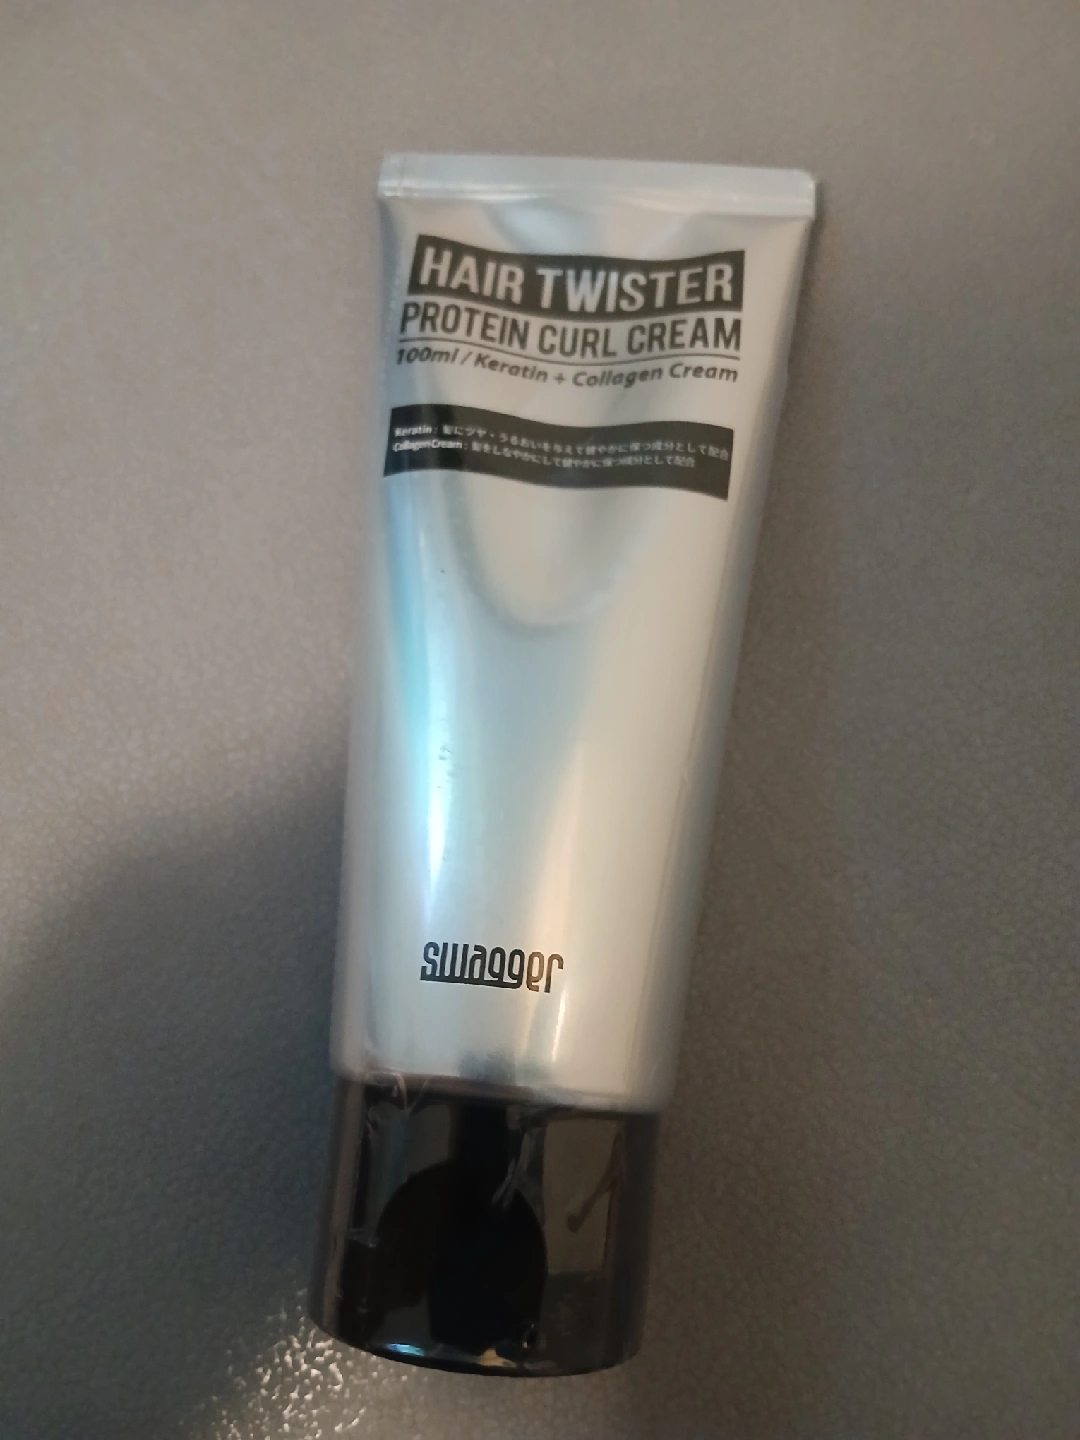 HAIR TWISTER
PROTEIN CURL CREAM
100ml / Keratin + Collagen Cream
Keratin : 髪にツヤ・うるおいを与えて健やかに保つ成分として配合
CollagenCream : 髪をしなやかにして健やかに保つ成分として配合
swagger